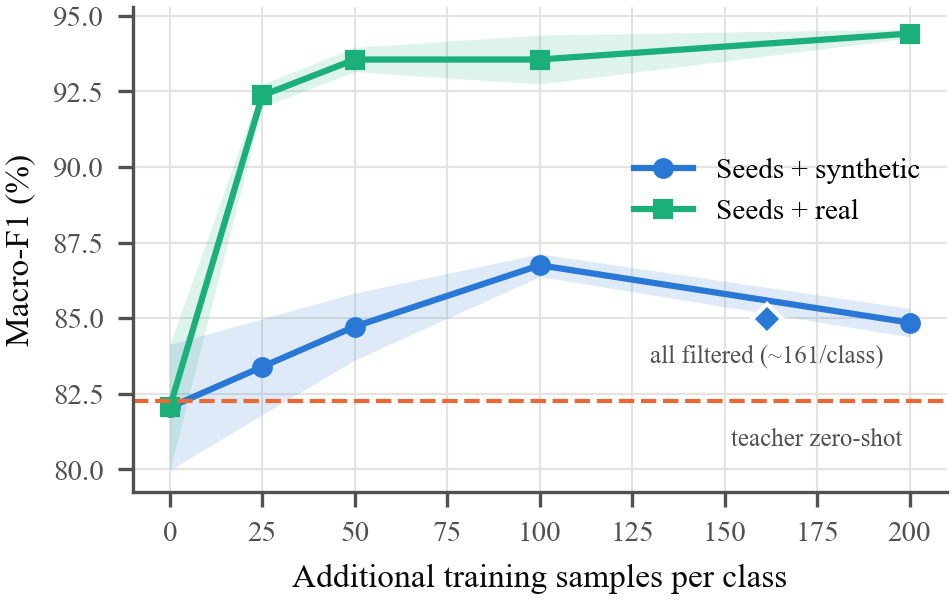 95.0
92.5
90.0
87.5
85.0
82.5
80.0
Macro-F1 (%)
Seeds + synthetic
Seeds + real
all filtered (~161/class)
teacher zero-shot
0 25 50 75 100 125 150 175 200
Additional training samples per class